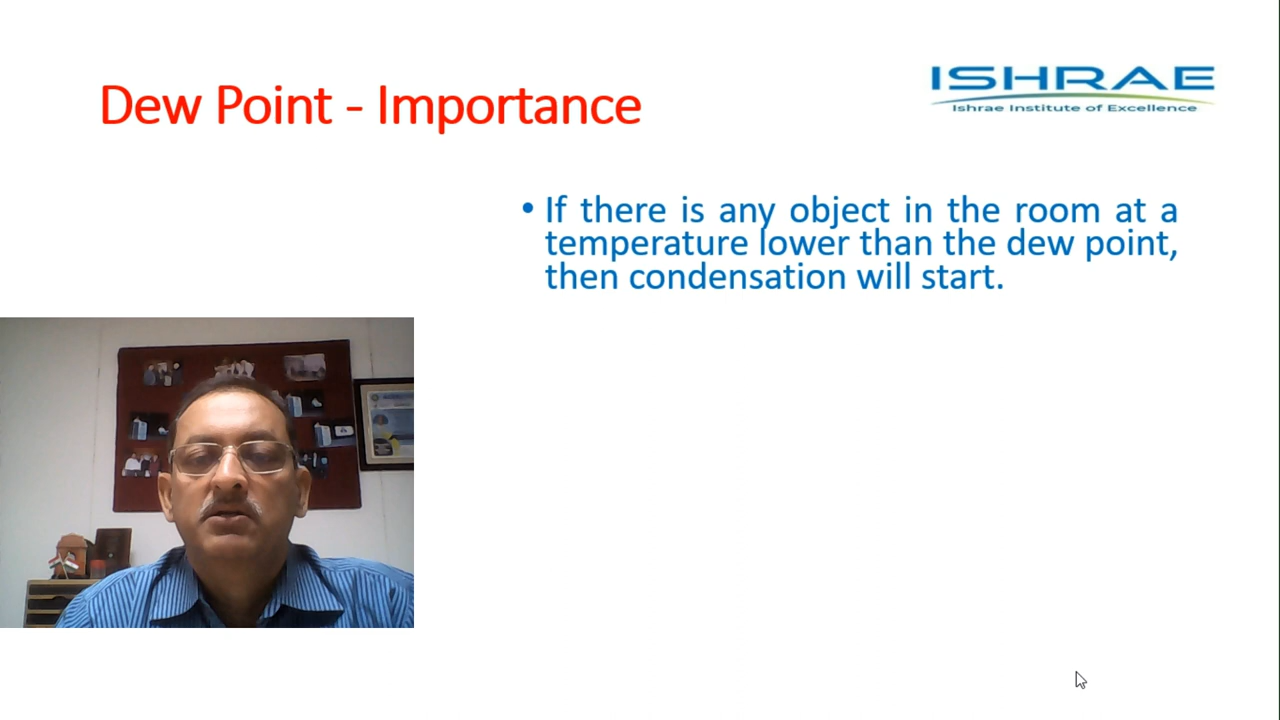 Dew Point - Importance
ISHRAE
Ishrae Institute of Excellence
• If there is any object in the room at a
temperature lower than the dew point,
then condensation will start.